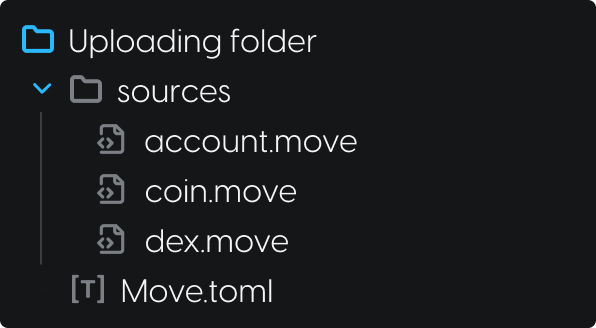 Uploading folder
sources
account.move
coin.move
dex.move
[T] Move.toml